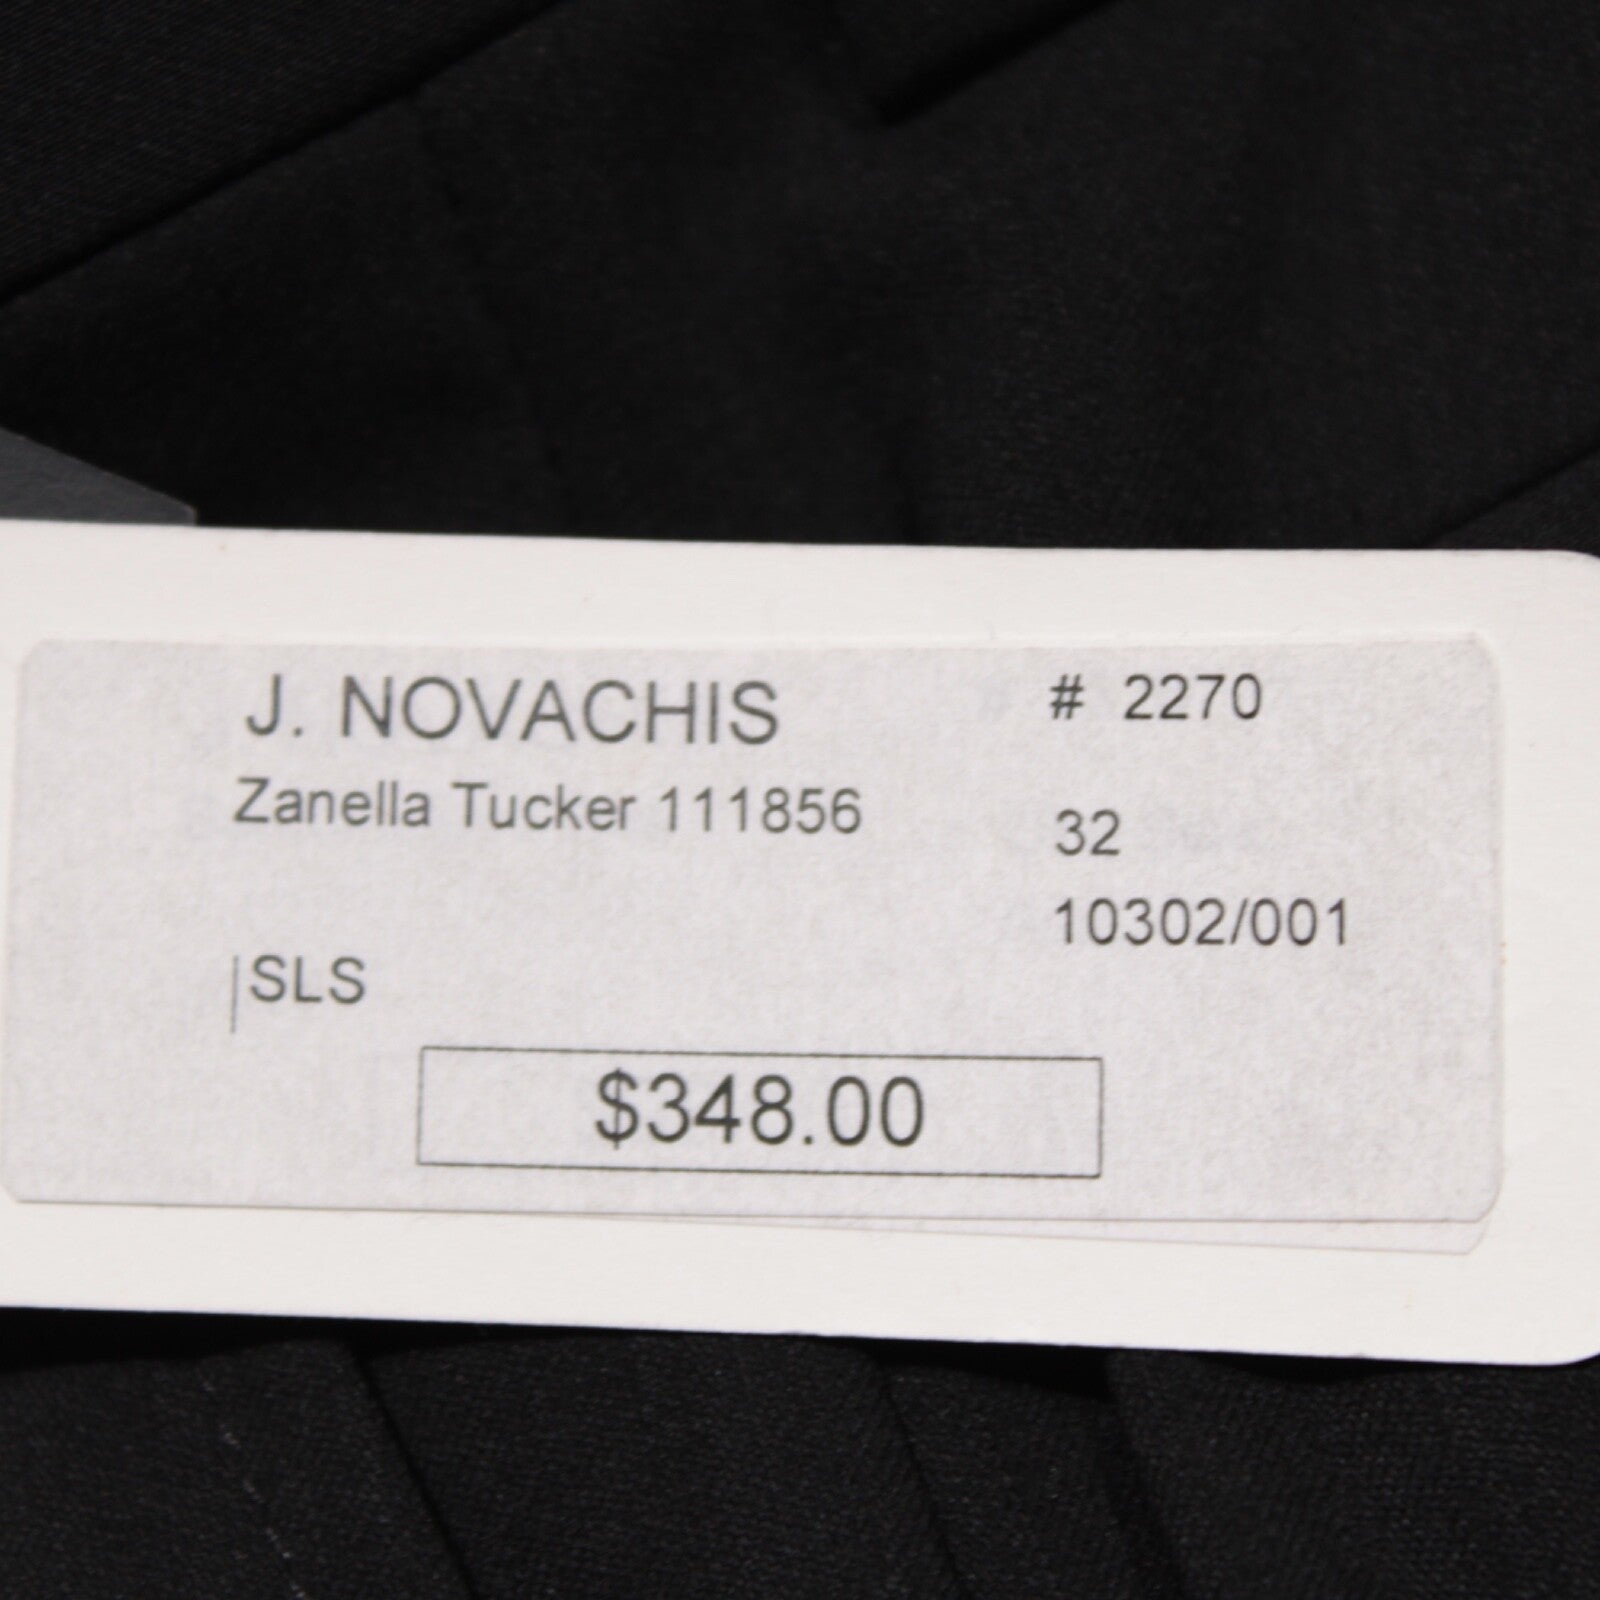 J. NOVACHIS # 2270
Zanella Tucker 111856
32
10302/001
SLS
$348.00